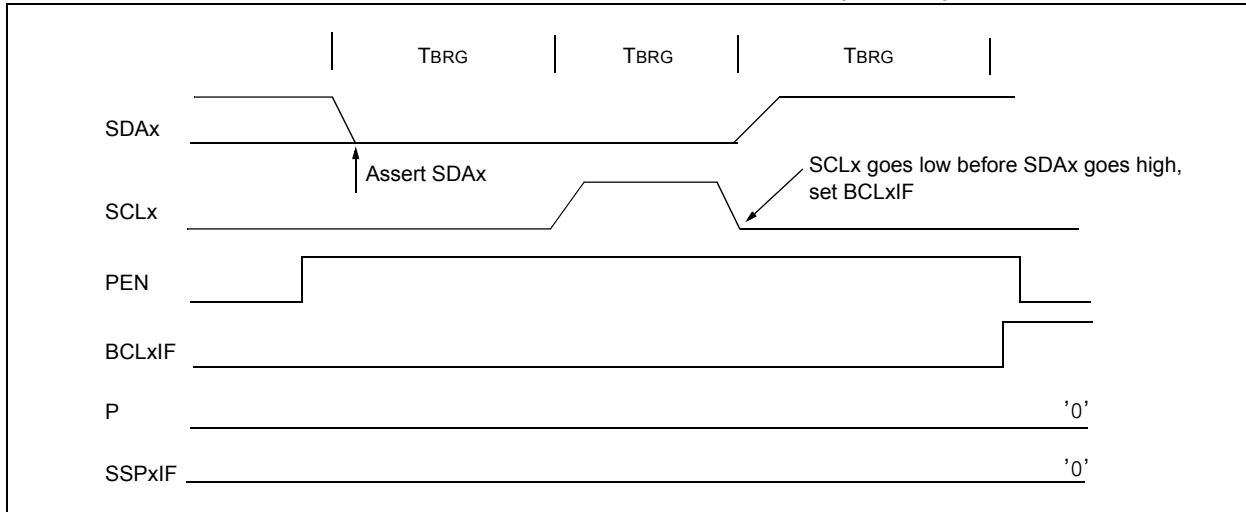 TBRG TBRG TBRG
SDAx
Assert SDAx
SCLx goes low before SDAx goes high,
set BCLxIF
SCLx
PEN
BCLxIF
P '0'
SSPxIF '0'